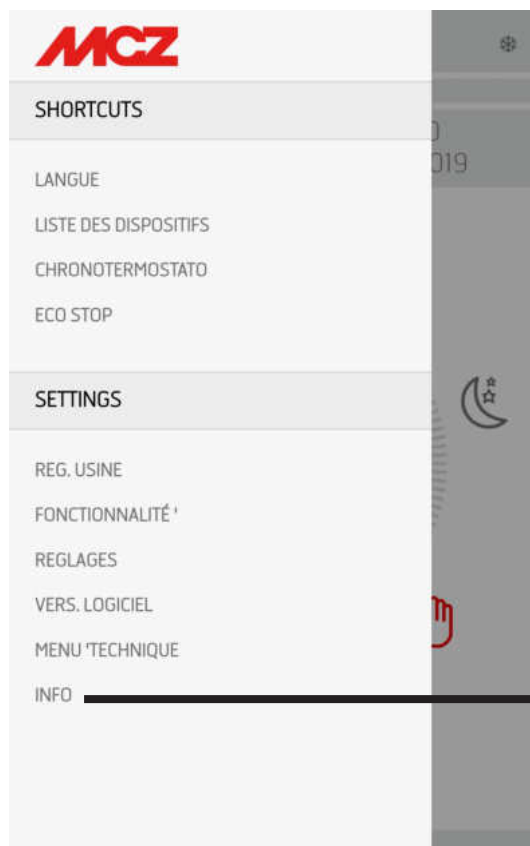 MCZ
SHORTCUTS
019
LANGUE
LISTE DES DISPOSITIFS
CHRONOTERMOSTATO
ECO STOP
SETTINGS
REG. USINE
FONCTIONNALITÉ '
REGLAGES
VERS. LOGICIEL
MENU 'TECHNIQUE
INFO